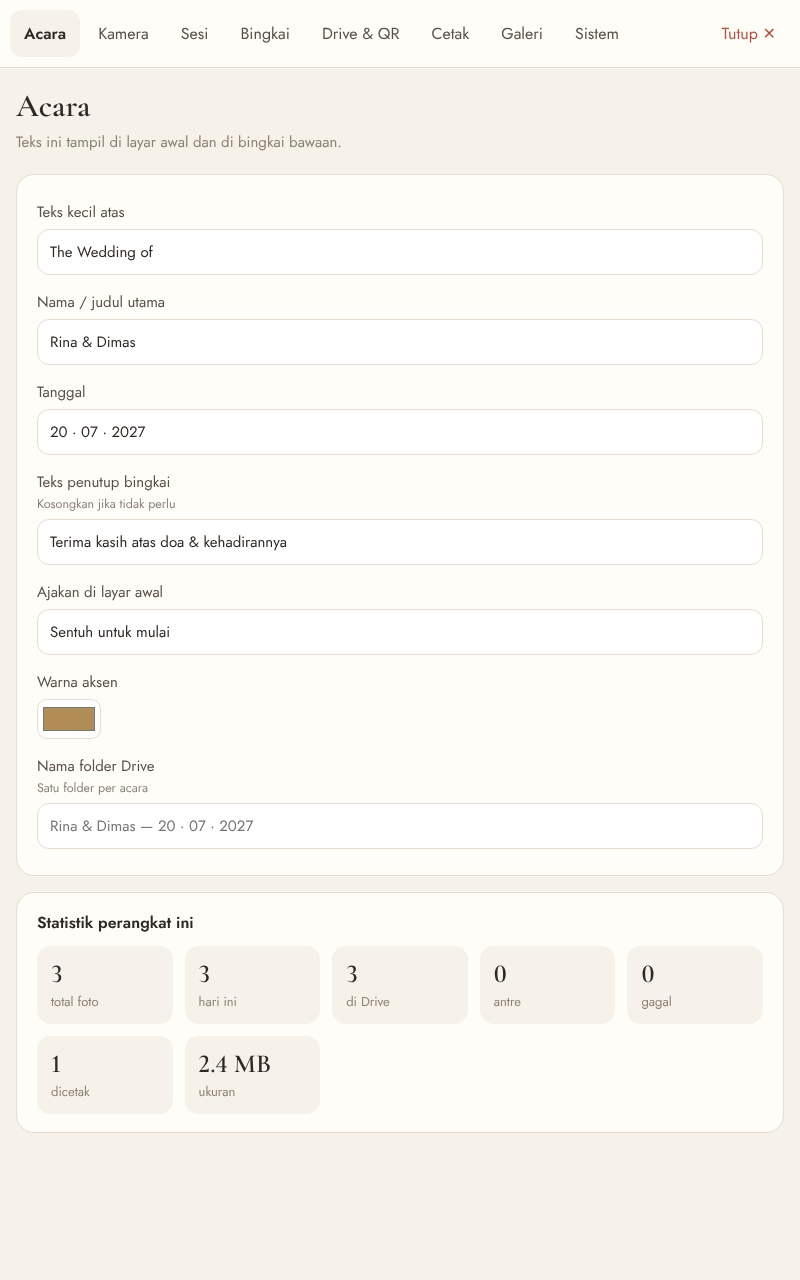 Acara Kamera Sesi Bingkai Drive & QR Cetak Galeri Sistem Tutup ✕
Acara
Teks ini tampil di layar awal dan di bingkai bawaan.
Teks kecil atas
The Wedding of
Nama / judul utama
Rina & Dimas
Tanggal
20 · 07 · 2027
Teks penutup bingkai
Kosongkan jika tidak perlu
Terima kasih atas doa & kehadirannya
Ajakan di layar awal
Sentuh untuk mulai
Warna aksen
Nama folder Drive
Satu folder per acara
Rina & Dimas — 20 · 07 · 2027
Statistik perangkat ini
3 3 3 0 0
total foto hari ini di Drive antre gagal
1 2.4 MB
dicetak ukuran